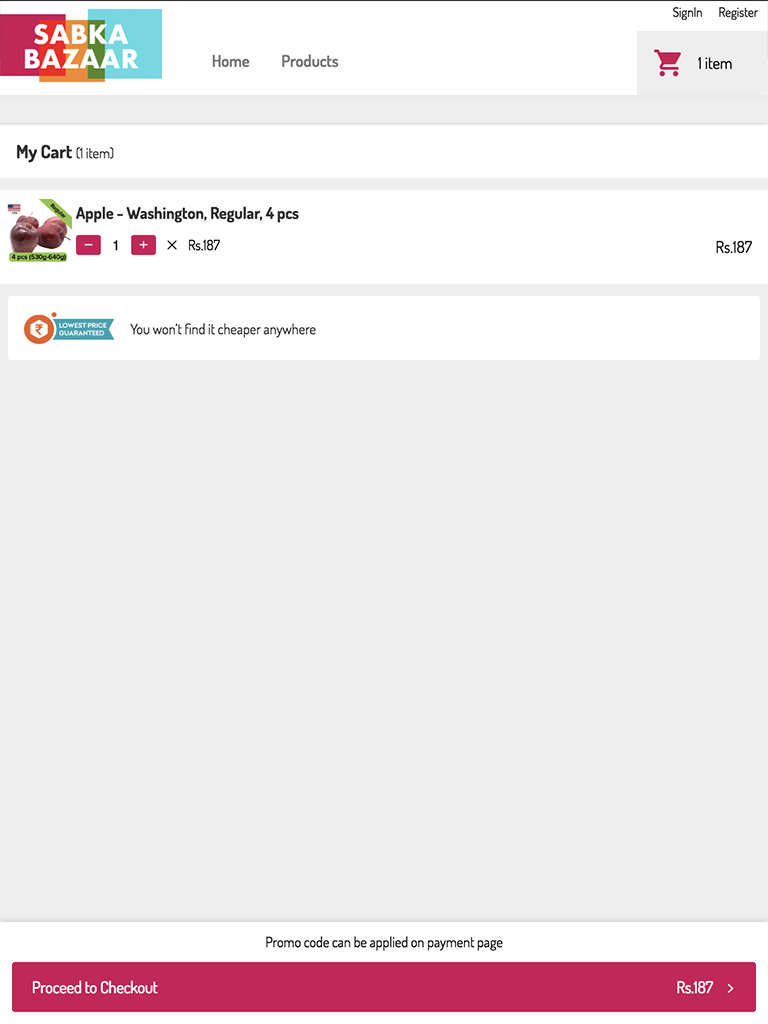 SignIn Register
SABKA
BAZAAR
Home Products
1 item
My Cart (1 item)
Regular
Apple - Washington, Regular, 4 pcs
− 1 + × Rs.187
Rs.187
4 pcs (530g-640g)
LOWEST PRICE
GUARANTEED
You won't find it cheaper anywhere
Promo code can be applied on payment page
Proceed to Checkout
Rs.187 >